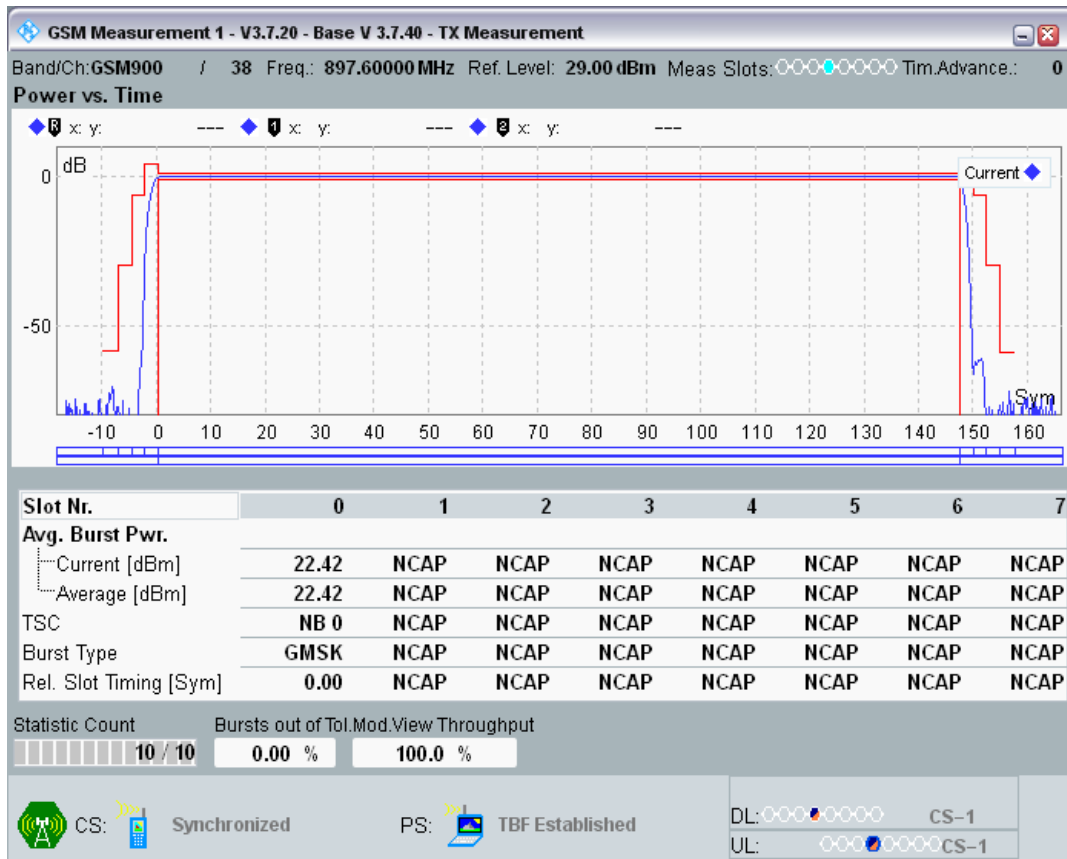 GSM Measurement 1 - V3.7.20 - Base V 3.7.40 - TX Measurement
Band/Ch:GSM900 / 38 Freq.: 897.60000 MHz Ref. Level: 29.00 dBm Meas Slots: Tim.Advance.: 0
Power vs. Time
R x: y: --- 1 x: y: --- 2 x: y: ---
dB
Current
0
-50
Sym
-10 0 10 20 30 40 50 60 70 80 90 100 110 120 130 140 150 160
Slot Nr. 0 1 2 3 4 5 6 7
Avg. Burst Pwr.
Current [dBm] 22.42 NCAP NCAP NCAP NCAP NCAP NCAP NCAP
Average [dBm] 22.42 NCAP NCAP NCAP NCAP NCAP NCAP NCAP
TSC NB 0 NCAP NCAP NCAP NCAP NCAP NCAP NCAP
Burst Type GMSK NCAP NCAP NCAP NCAP NCAP NCAP NCAP
Rel. Slot Timing [Sym] 0.00 NCAP NCAP NCAP NCAP NCAP NCAP NCAP
Statistic Count Bursts out of Tol.Mod.View Throughput
10 / 10 0.00 % 100.0 %
CS: Synchronized PS: TBF Established
DL: CS-1
UL: CS-1